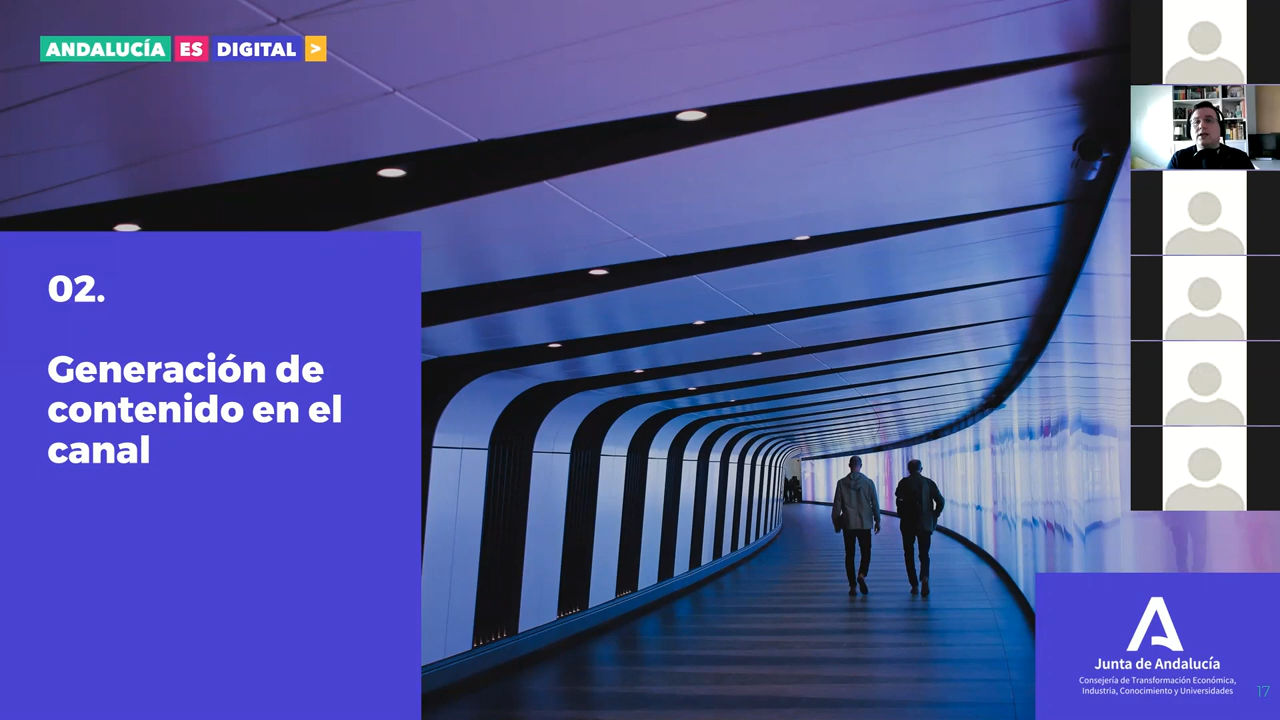 ANDALUCÍA ES DIGITAL >
02.
Generación de
contenido en el
canal
Junta de Andalucía
Consejería de Transformación Económica,
Industria, Conocimiento y Universidades
17